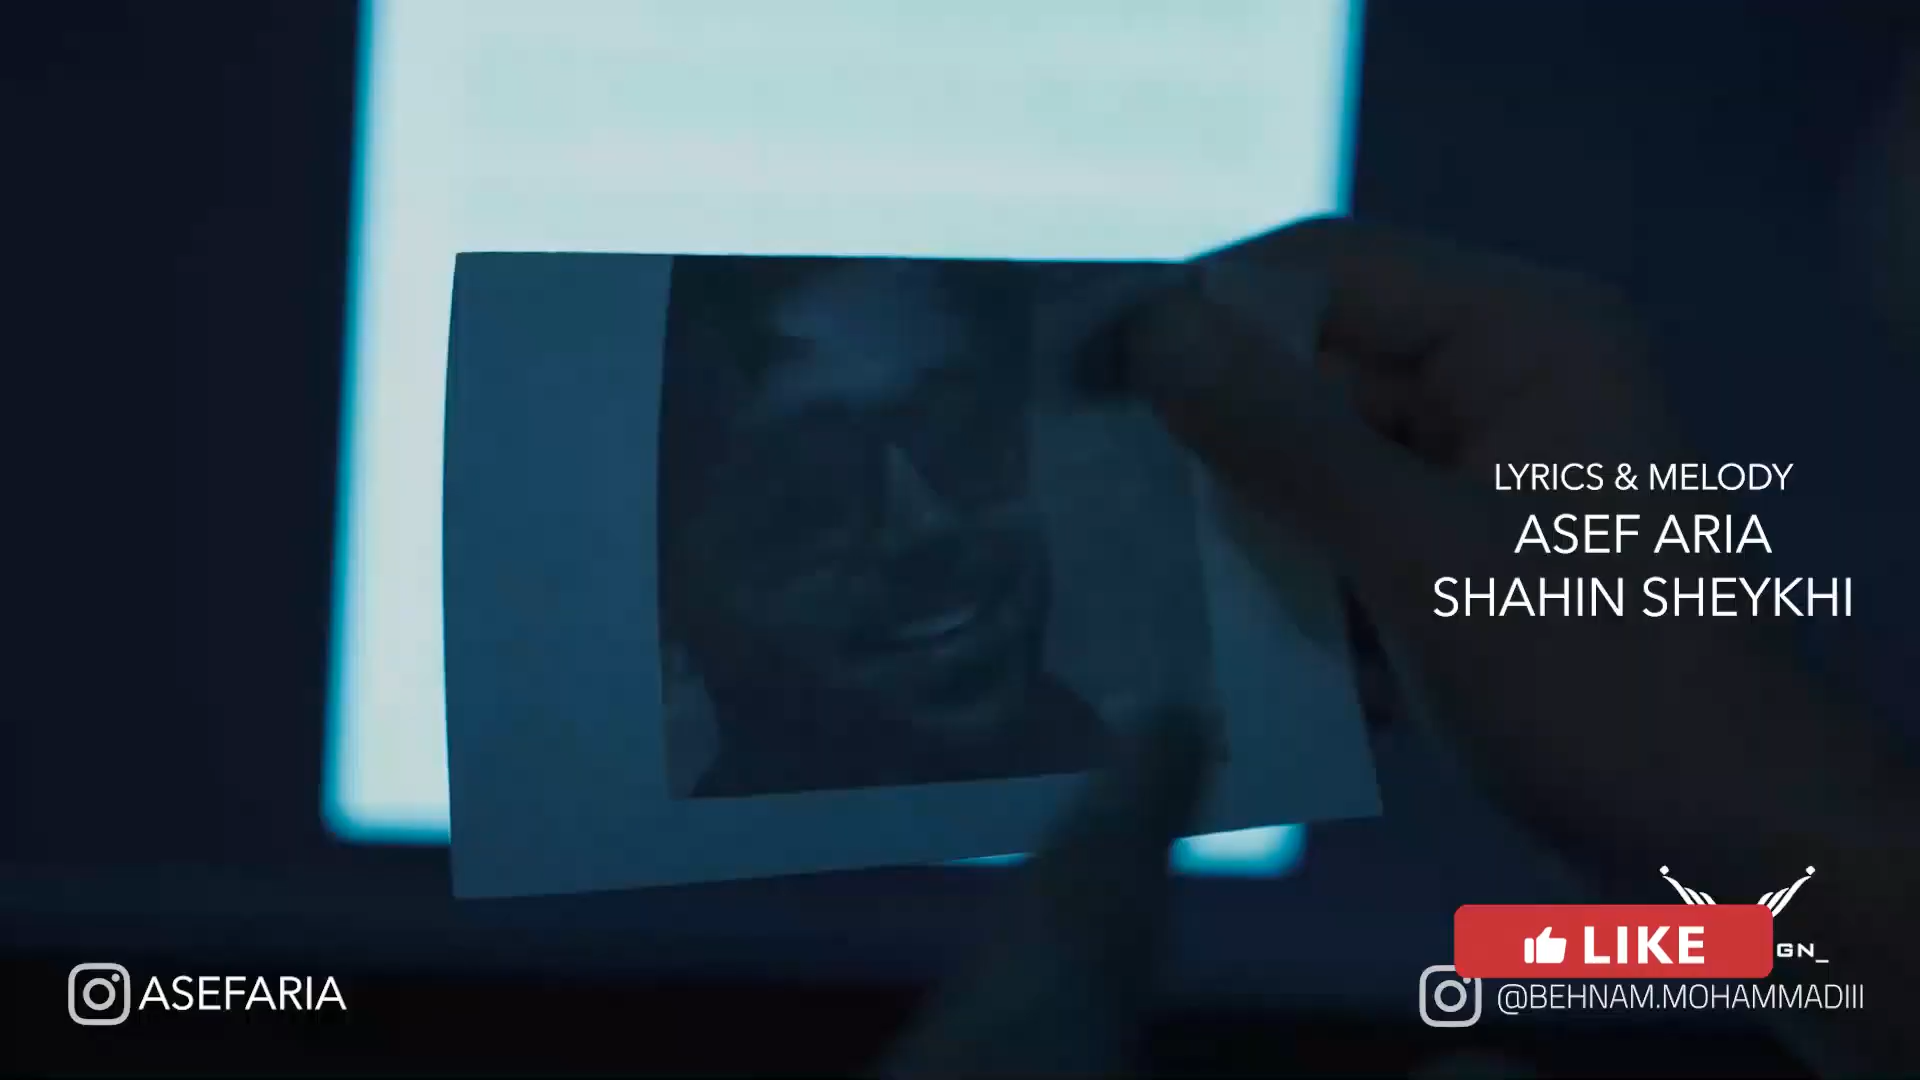 LYRICS & MELODY
ASEF ARIA
SHAHIN SHEYKHI
LIKE
GN_
ASEFARIA
@BEHNAM.MOHAMMADIII